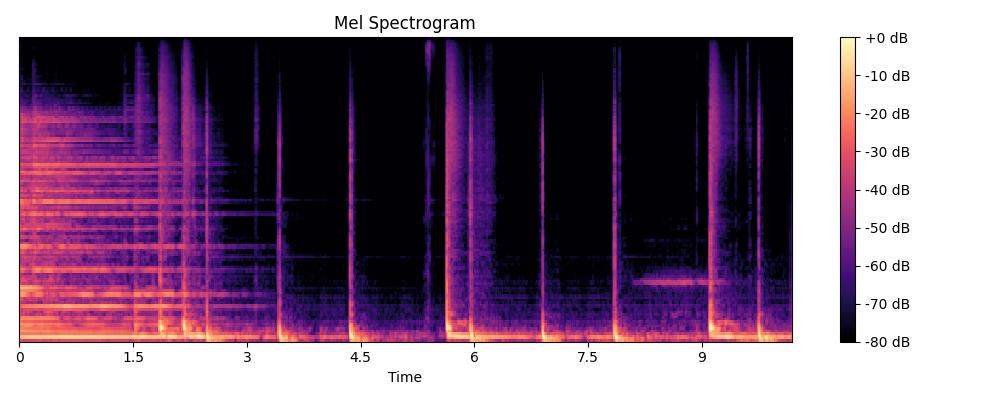 Mel Spectrogram
+0 dB
-10 dB
-20 dB
-30 dB
-40 dB
-50 dB
-60 dB
-70 dB
-80 dB
0 1.5 3 4.5 6 7.5 9
Time